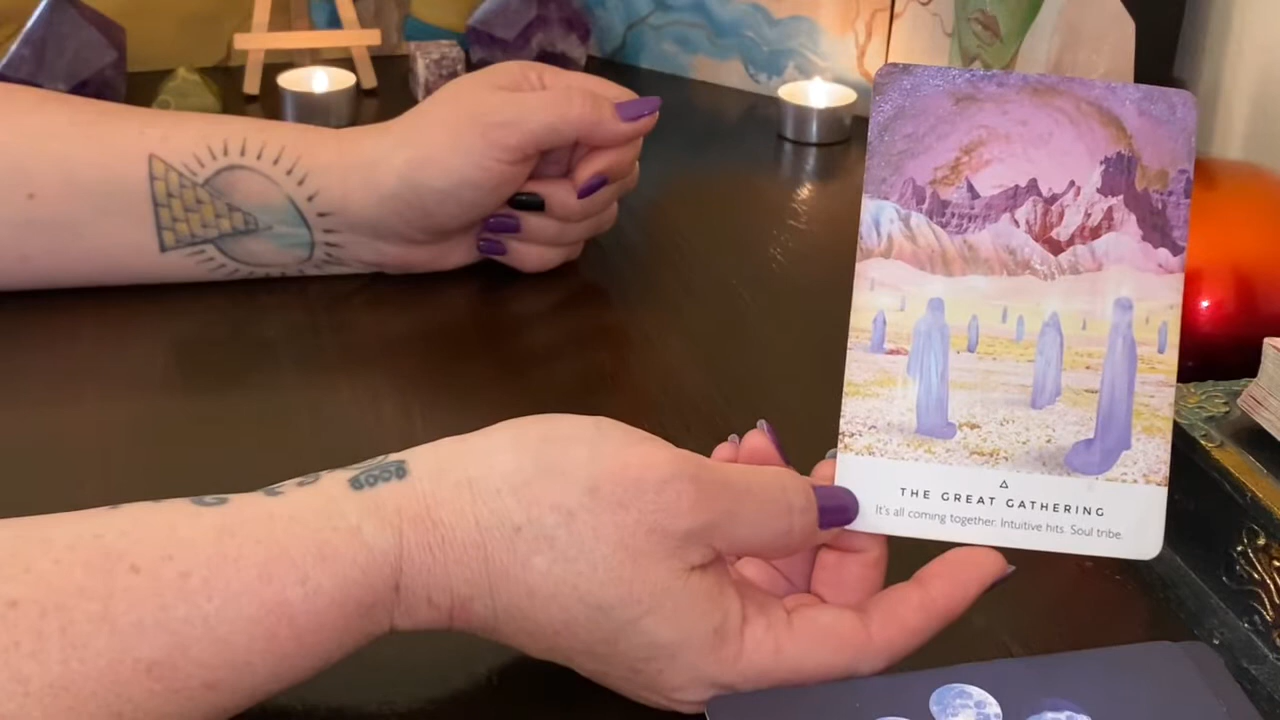 THE GREAT GATHERING
It's all coming together. Intuitive hits. Soul tribe.